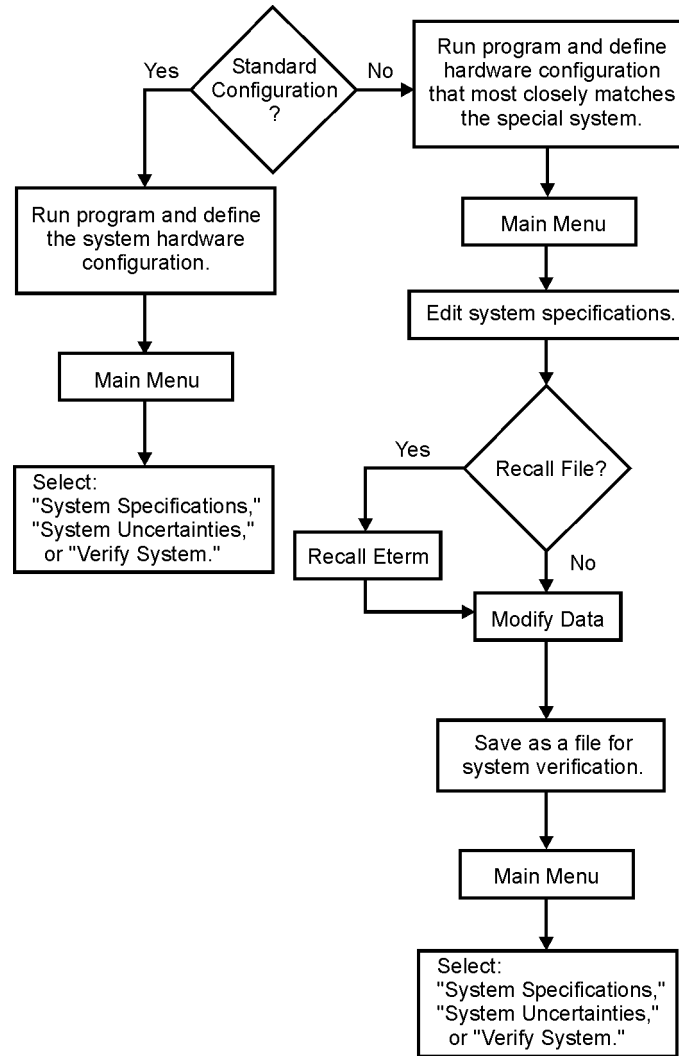 Standard
Configuration
?
Yes
No
Run program and define
the system hardware
configuration.
Main Menu
Select:
"System Specifications,"
"System Uncertainties,"
or "Verify System."
Run program and define
hardware configuration
that most closely matches
the special system.
Main Menu
Edit system specifications.
Recall File?
Yes
No
Recall Eterm
Modify Data
Save as a file for
system verification.
Main Menu
Select:
"System Specifications,"
"System Uncertainties,"
or "Verify System."